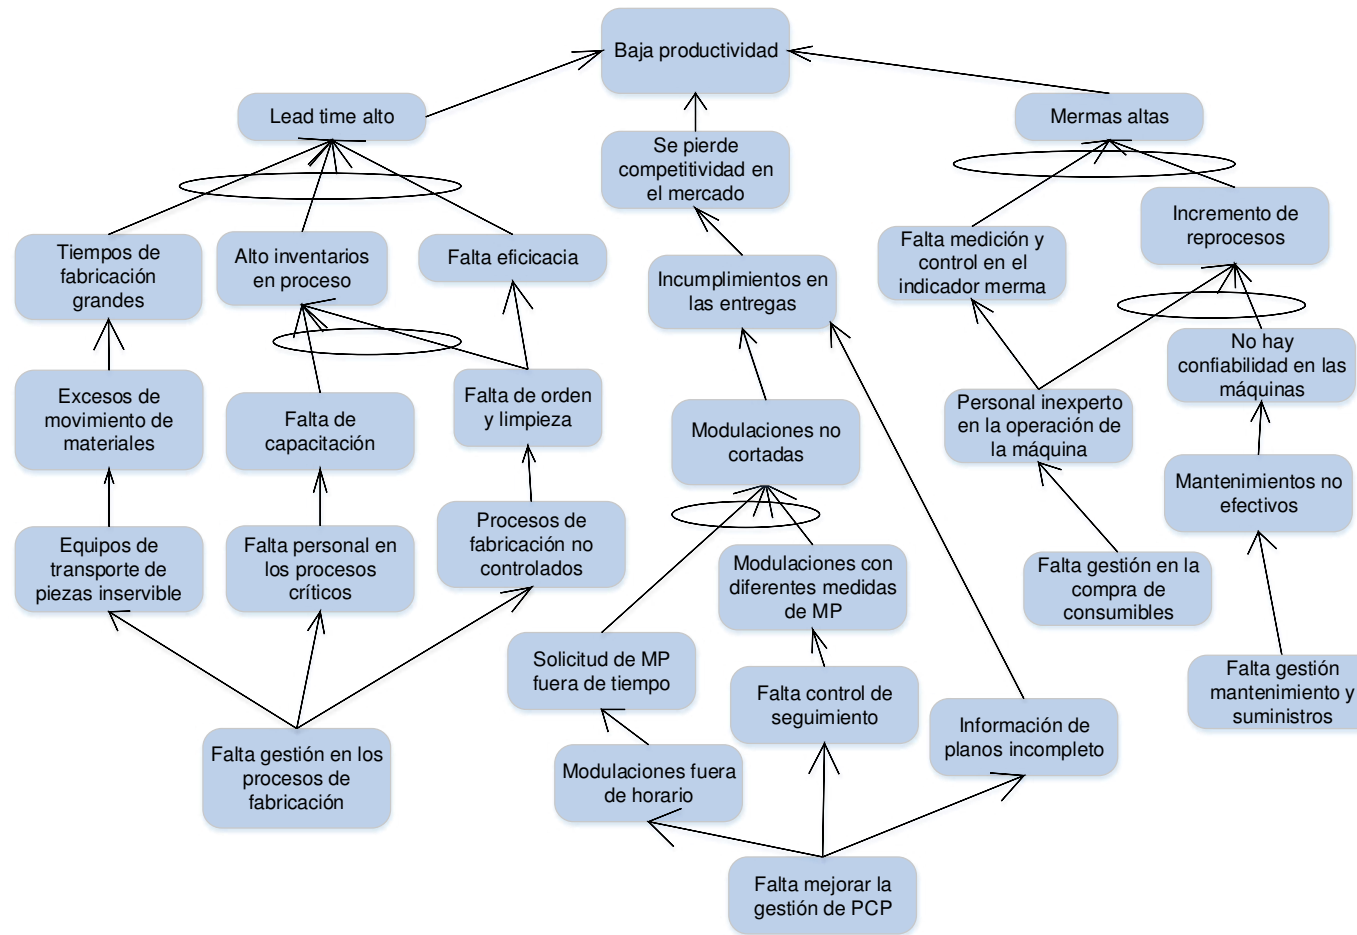 Baja productividad
Lead time alto
Mermas altas
Se pierde
competitividad en
el mercado
Incremento de
reprocesos
Tiempos de
fabricación
grandes
Alto inventarios
en proceso
Falta eficicacia
Falta medición y
control en el
indicador merma
Incumplimientos en
las entregas
No hay
confiabilidad en las
máquinas
Excesos de
movimiento de
materiales
Falta de
capacitación
Falta de orden
y limpieza
Modulaciones no
cortadas
Personal inexperto
en la operación de
la máquina
Mantenimientos no
efectivos
Equipos de
transporte de
piezas inservible
Falta personal en
los procesos
críticos
Procesos de
fabricación no
controlados
Modulaciones con
diferentes medidas
de MP
Falta gestión en la
compra de
consumibles
Solicitud de MP
fuera de tiempo
Falta control de
seguimiento
Información de
planos incompleto
Falta gestión
mantenimiento y
suministros
Falta gestión en los
procesos de
fabricación
Modulaciones fuera
de horario
Falta mejorar la
gestión de PCP